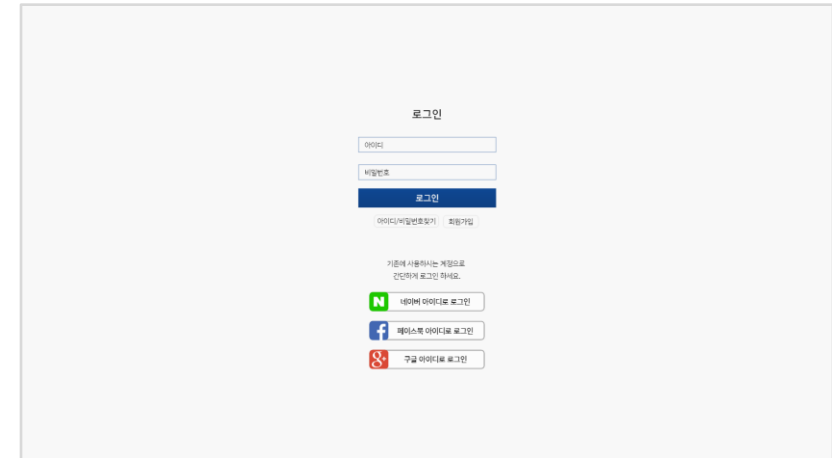 로그인
아이디
비밀번호
로그인
아이디/비밀번호찾기 회원가입
기존에 사용하시는 계정으로
간단하게 로그인 하세요.
N 네이버 아이디로 로그인
f 페이스북 아이디로 로그인
8+ 구글 아이디로 로그인